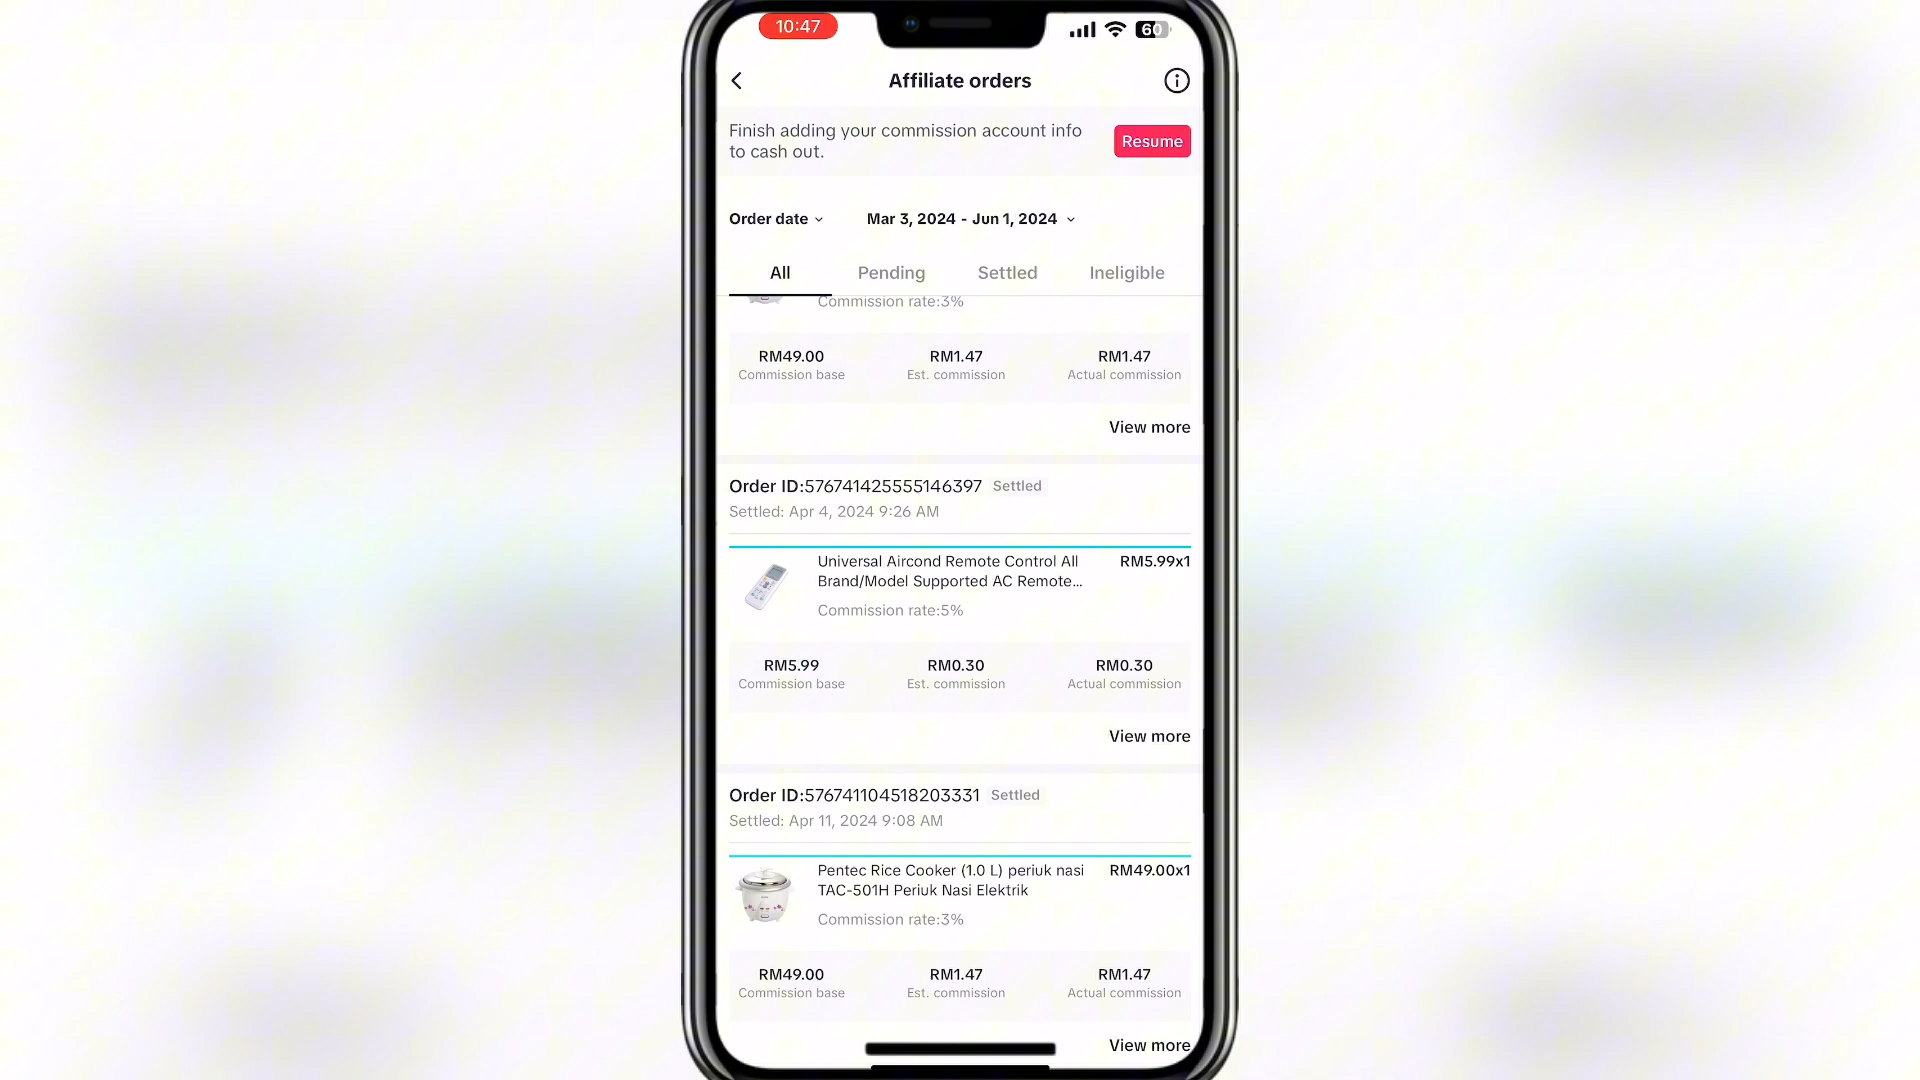 10:47
60
Affiliate orders
Finish adding your commission account info
to cash out.
Resume
Order date
Mar 3, 2024 - Jun 1, 2024
All Pending Settled Ineligible
Commission rate:3%
RM49.00 RM1.47 RM1.47
Commission base Est. commission Actual commission
View more
Order ID:576741425555146397 Settled
Settled: Apr 4, 2024 9:26 AM
Universal Aircond Remote Control All RM5.99x1
Brand/Model Supported AC Remote...
Commission rate:5%
RM5.99 RM0.30 RM0.30
Commission base Est. commission Actual commission
View more
Order ID:576741104518203331 Settled
Settled: Apr 11, 2024 9:08 AM
Pentec Rice Cooker (1.0 L) periuk nasi RM49.00x1
TAC-501H Periuk Nasi Elektrik
Commission rate:3%
RM49.00 RM1.47 RM1.47
Commission base Est. commission Actual commission
View more